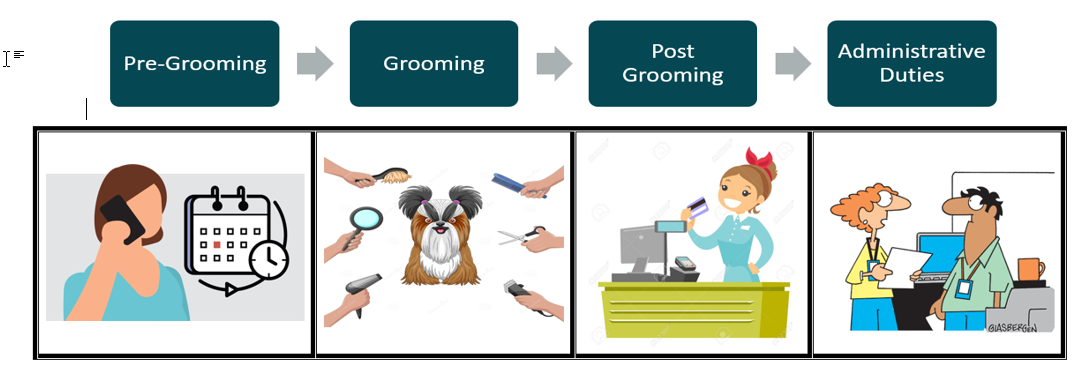 Pre-Grooming
Grooming
Post
Grooming
Administrative
Duties
GLASBERGEN